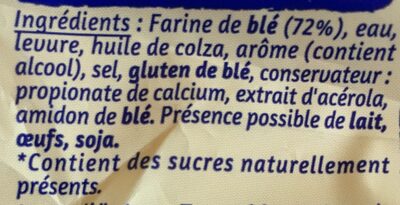 Ingrédients : Farine de blé (72%), eau,
levure, huile de colza, arôme (contient
alcool), sel, gluten de blé, conservateur :
propionate de calcium, extrait d'acérola,
amidon de blé. Présence possible de lait,
œufs, soja.
*Contient des sucres naturellement
présents.